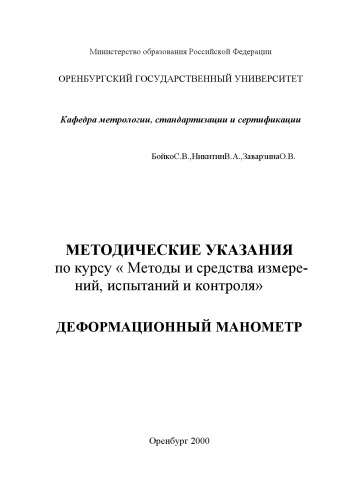 Министерство образования Российской Федерации
ОРЕНБУРГСКИЙ ГОСУДАРСТВЕННЫЙ УНИВЕРСИТЕТ
Кафедра метрологии, стандартизации и сертификации
БойкоС.В.,НикитинВ.А.,ЗаварзинаО.В.
МЕТОДИЧЕСКИЕ УКАЗАНИЯ
по курсу « Методы и средства измере-
ний, испытаний и контроля»
ДЕФОРМАЦИОННЫЙ МАНОМЕТР
Оренбург 2000